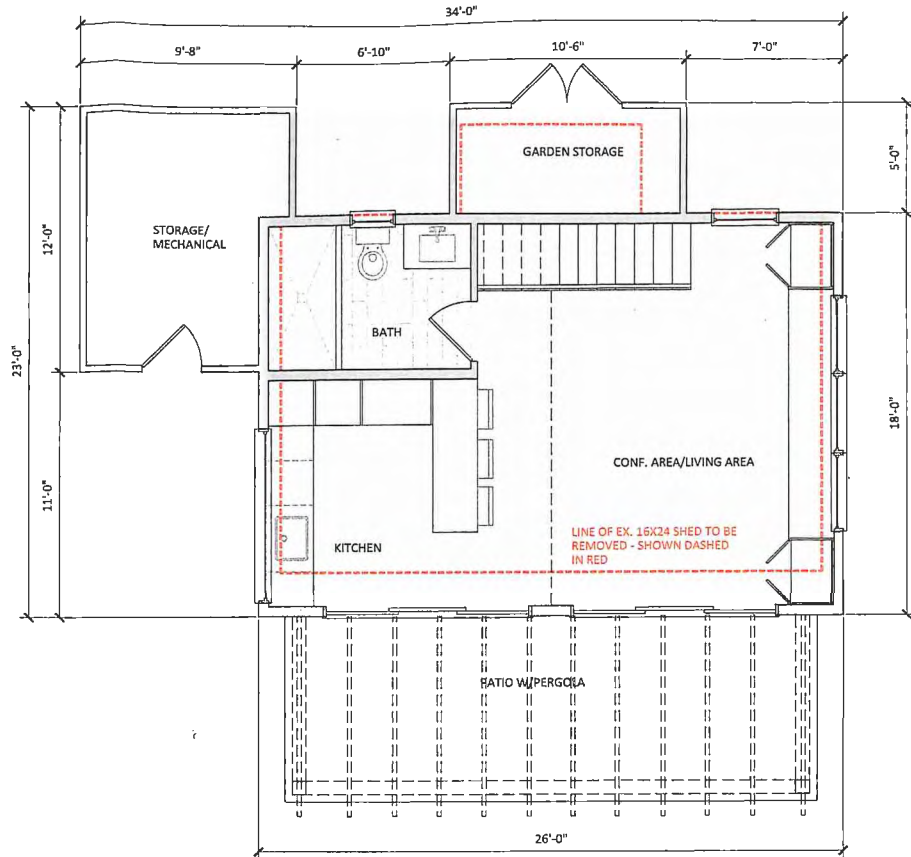 34'-0"
9'-8"
6'-10"
10'-6"
7'-0"
GARDEN STORAGE
5'-0"
STORAGE/
MECHANICAL
12'-0"
23'-0"
BATH
18'-0"
CONF. AREA/LIVING AREA
11'-0"
LINE OF EX. 16X24 SHED TO BE
REMOVED - SHOWN DASHED
IN RED
KITCHEN
PATIO W/PERGOLA
26'-0"